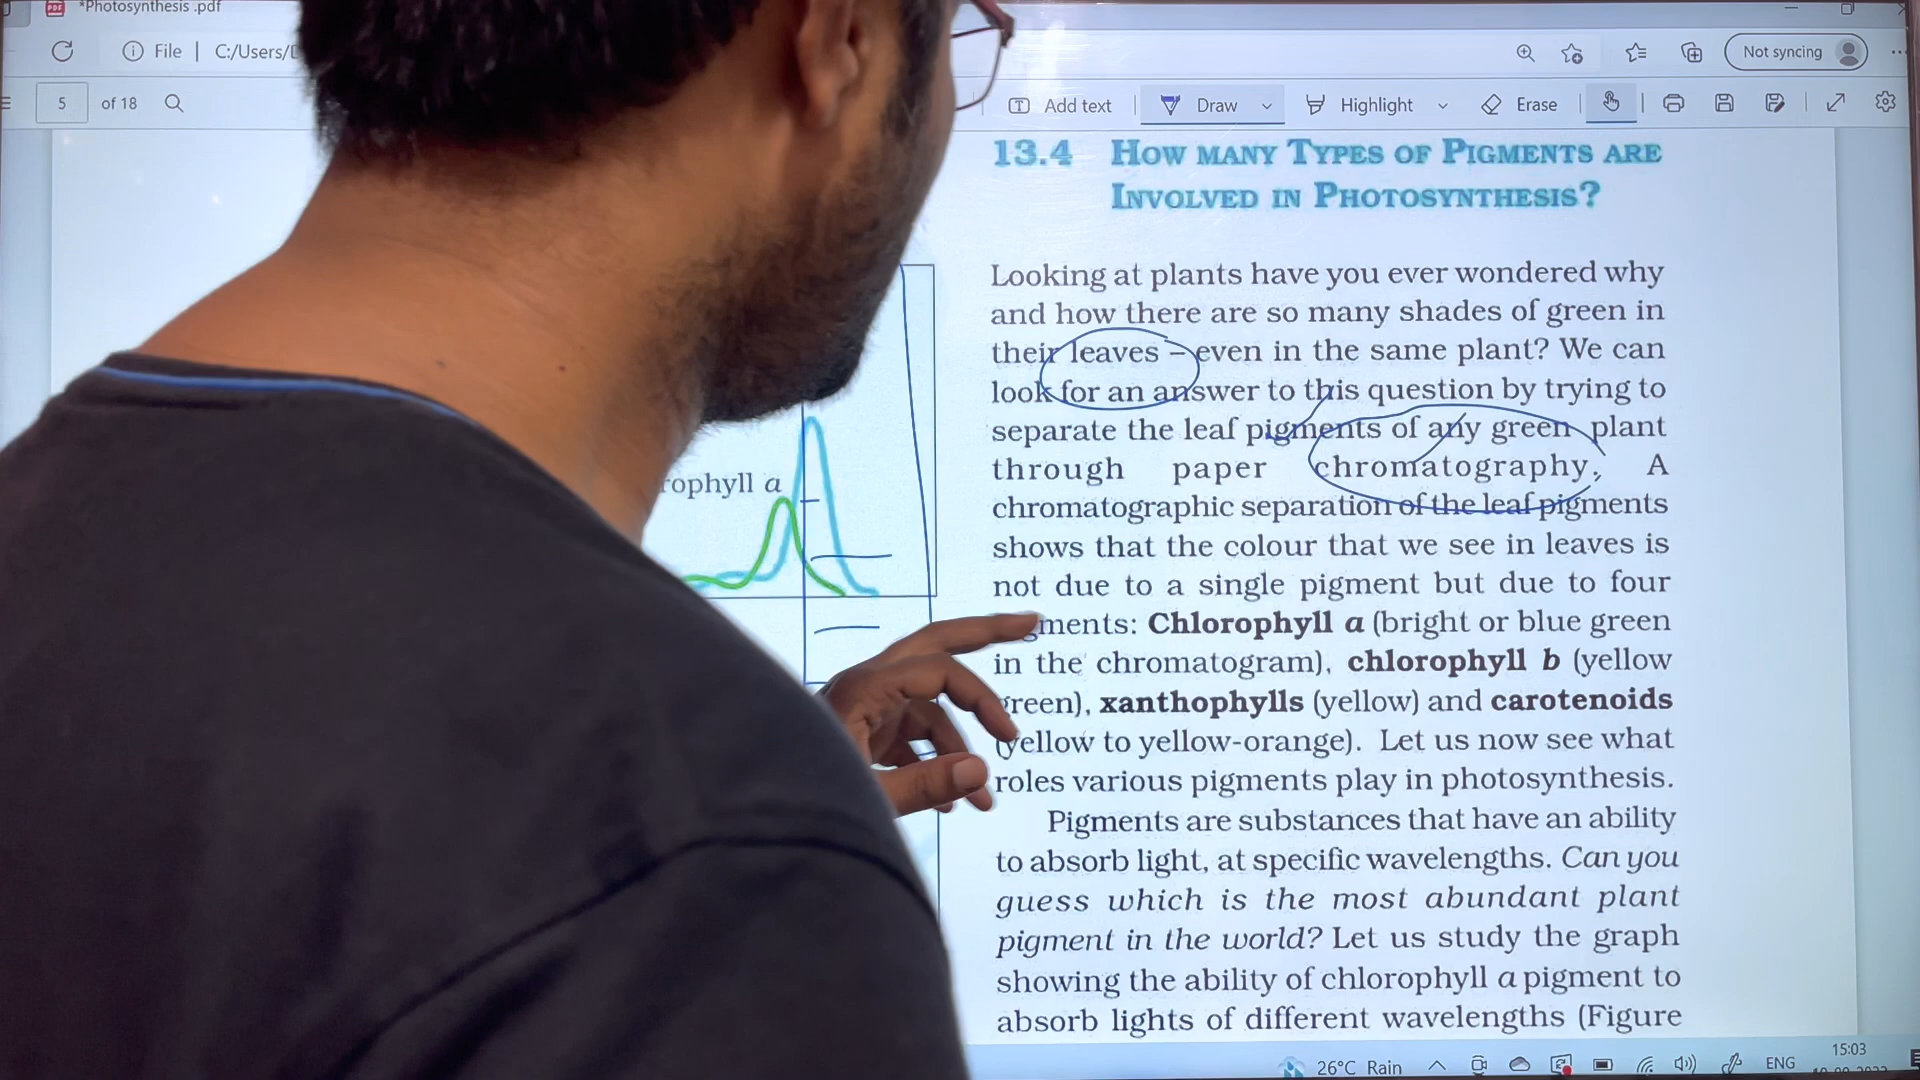 *Photosynthesis .pdf
File | C:/Users/
Not syncing
5 of 18
Add text
Draw
Highlight
Erase
13.4 HOW MANY TYPES OF PIGMENTS ARE
INVOLVED IN PHOTOSYNTHESIS?
Looking at plants have you ever wondered why
and how there are so many shades of green in
their leaves – even in the same plant? We can
look for an answer to this question by trying to
separate the leaf pigments of any green plant
through paper chromatography. A
chromatographic separation of the leaf pigments
shows that the colour that we see in leaves is
not due to a single pigment but due to four
gments: Chlorophyll a (bright or blue green
in the chromatogram), chlorophyll b (yellow
green), xanthophylls (yellow) and carotenoids
(yellow to yellow-orange). Let us now see what
roles various pigments play in photosynthesis.
Pigments are substances that have an ability
to absorb light, at specific wavelengths. Can you
guess which is the most abundant plant
pigment in the world? Let us study the graph
showing the ability of chlorophyll a pigment to
absorb lights of different wavelengths (Figure
rophyll a
26°C Rain
ENG
15:03